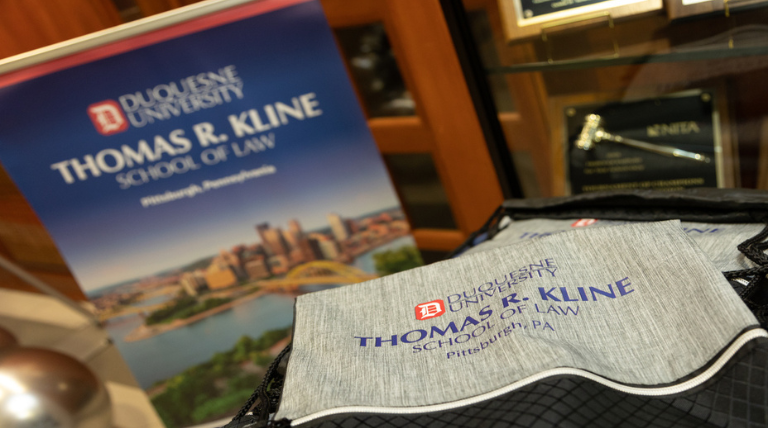 DUQUESNE
UNIVERSITY
THOMAS R. KLINE
SCHOOL OF LAW
Pittsburgh, Pennsylvania
NITA
DUQUESNE
UNIVERSITY
THOMAS R. KLINE
SCHOOL OF LAW
Pittsburgh, PA